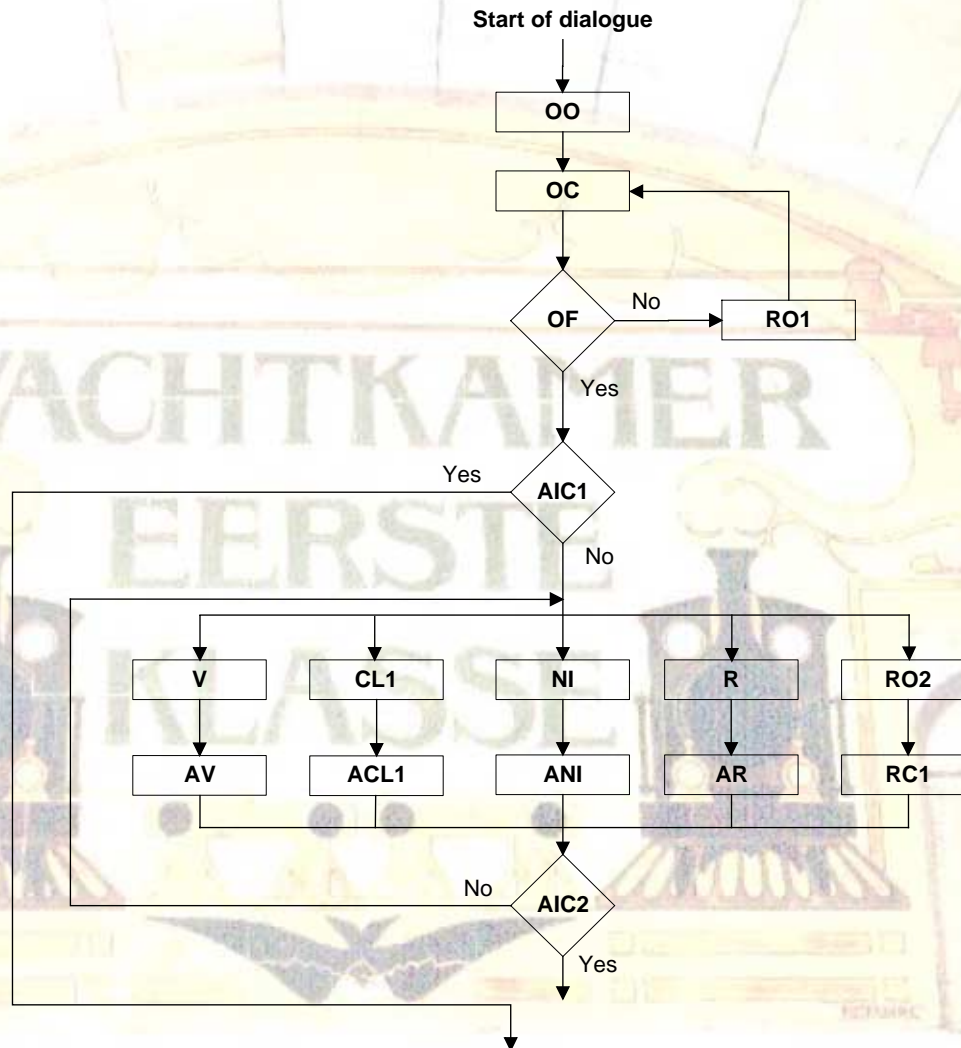 Start of dialogue
OO
OC
OF
No
RO1
Yes
WACHTKAMER
Yes
AIC1
EERSTE
No
KLASSE
V
CL1
NI
R
RO2
AV
ACL1
ANI
AR
RC1
No
AIC2
Yes